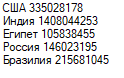 США 335028178
Индия 1408044253
Египет 105838455
Россия 146023195
Бразилия 215681045